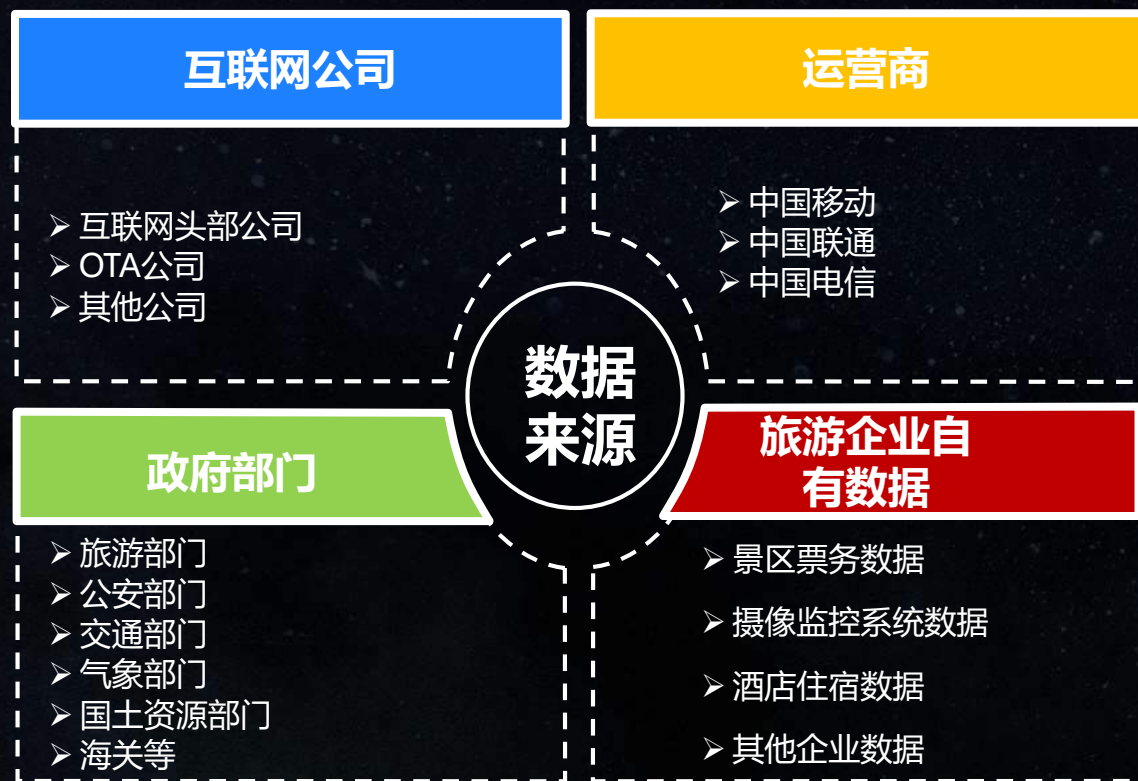 互联网公司
互联网头部公司
OTA公司
其他公司
运营商
中国移动
中国联通
中国电信
数据
来源
政府部门
旅游部门
公安部门
交通部门
气象部门
国土资源部门
海关等
旅游企业自
有数据
景区票务数据
摄像监控系统数据
酒店住宿数据
其他企业数据